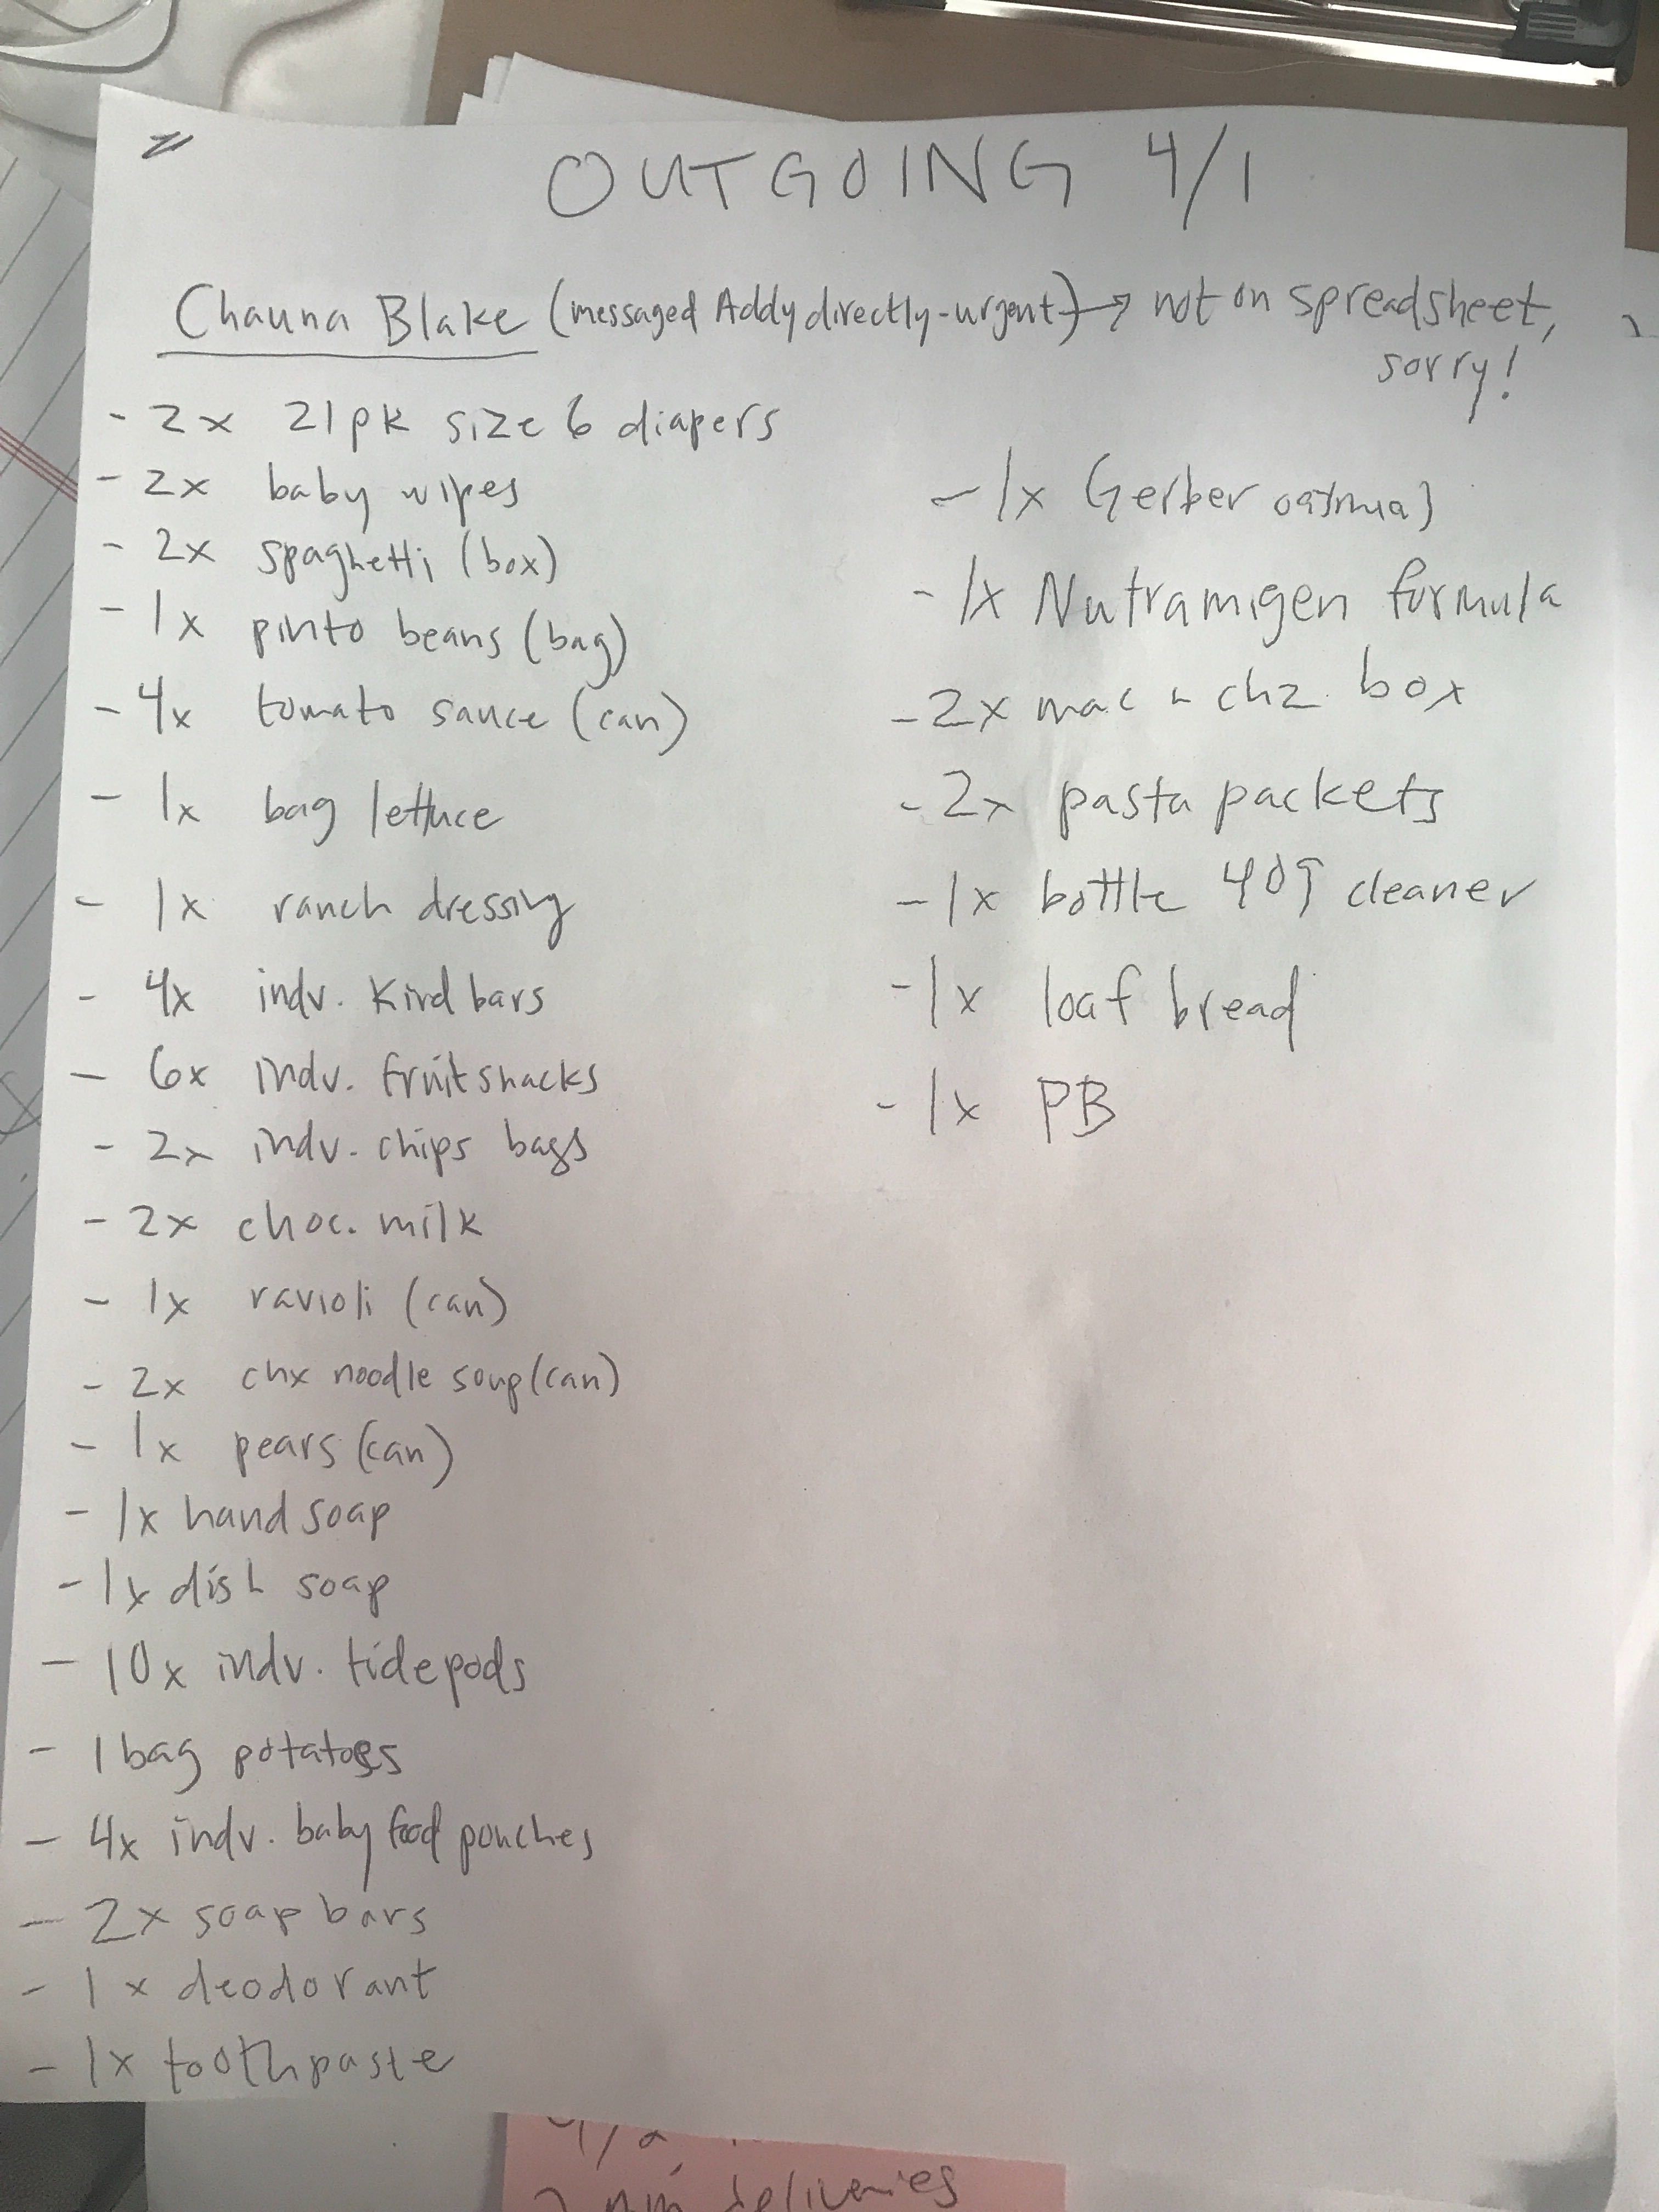 OUTGOING 4/1
Chauna Blake (messaged Addy directly-urgent) → not on spreadsheet,
sorry!
- 2x 21pk size 6 diapers
- 2x baby wipes
- 2x spaghetti (box)
- 1x pinto beans (bag)
- 4x tomato sauce (can)
- 1x bag lettuce
- 1x ranch dressing
- 4x indv. Kind bars
- 6x indv. fruit snacks
- 2x indv. chips bags
- 2x choc. milk
- 1x ravioli (can)
- 2x chx noodle soup (can)
- 1x pears (can)
- 1x hand soap
- 1x dish soap
- 10x indv. tide pods
- 1 bag potatoes
- 4x indv. baby food pouches
- 2x soap bars
- 1x deodorant
- 1x toothpaste
- 1x Gerber oatmeal
- 1x Nutramigen formula
- 2x mac n chz box
- 2x pasta packets
- 1x bottle 409 cleaner
- 1x loaf bread
- 1x PB
deliveries